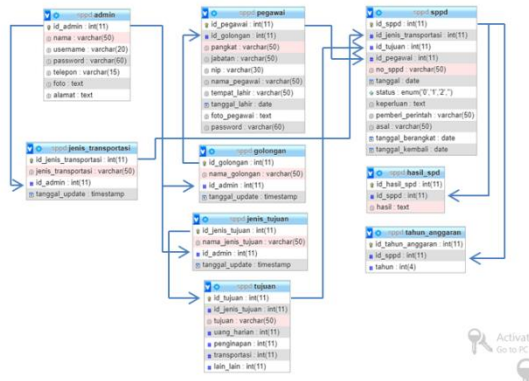 sppd admin
id_admin : int(11)
nama : varchar(50)
username : varchar(20)
password : varchar(60)
telepon : varchar(15)
foto : text
alamat : text
sppd pegawai
id_pegawai : int(11)
id_golongan : int(11)
pangkat : varchar(50)
jabatan : varchar(50)
nip : varchar(30)
nama_pegawai : varchar(50)
tempat_lahir : varchar(50)
tanggal_lahir : date
foto_pegawai : text
password : varchar(60)
sppd sppd
id_sppd : int(11)
id_jenis_transportasi : int(11)
id_tujuan : int(11)
id_pegawai : int(11)
no_sppd : varchar(50)
tanggal : date
status : enum('0','1','2','')
keperluan : text
pemberi_perintah : varchar(50)
asal : varchar(50)
tanggal_berangkat : date
tanggal_kembali : date
sppd jenis_transportasi
id_jenis_transportasi : int(11)
jenis_transportasi : varchar(50)
id_admin : int(11)
tanggal_update : timestamp
sppd golongan
id_golongan : int(11)
nama_golongan : varchar(50)
id_admin : int(11)
tanggal_update : timestamp
sppd hasil_spd
id_hasil_spd : int(11)
id_sppd : int(11)
hasil : text
sppd jenis_tujuan
id_jenis_tujuan : int(11)
nama_jenis_tujuan : varchar(50)
id_admin : int(11)
tanggal_update : timestamp
sppd tahun_anggaran
id_tahun_anggaran : int(11)
id_sppd : int(11)
tahun : int(4)
sppd tujuan
id_tujuan : int(11)
id_jenis_tujuan : int(11)
tujuan : varchar(50)
uang_harian : int(11)
penginapan : int(11)
transportasi : int(11)
lain_lain : int(11)
Activat
Go to PC